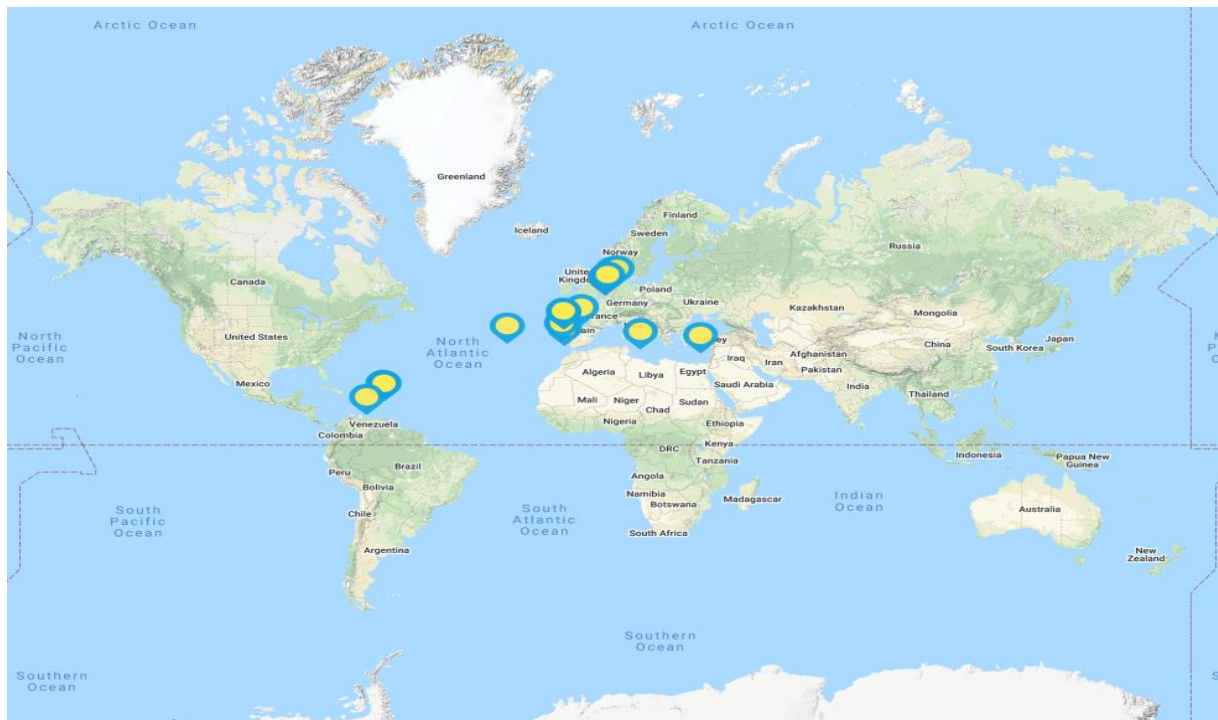 Arctic Ocean
Arctic Ocean
Greenland
Finland
Iceland
Sweden
Norway
Russia
Canada
United
Kingdom
Poland
Germany
Ukraine
Kazakhstan
Mongolia
North
Pacific
Ocean
United States
North
Atlantic
Ocean
China
South Korea
Japan
Iraq
Iran
Afghanistan
Pakistan
Mexico
Algeria
Libya
Egypt
Saudi Arabia
India
Thailand
Mali
Niger
Chad
Sudan
Venezuela
Colombia
Nigeria
Ethiopia
Kenya
DRC
Tanzania
Indonesia
Papua New
Guinea
Peru
Brazil
Bolivia
Angola
Namibia
Botswana
Madagascar
Indian
Ocean
South
Pacific
Ocean
Chile
South
Atlantic
Ocean
South Africa
Australia
Argentina
New
Zealand
Southern
Ocean
Southern
Ocean